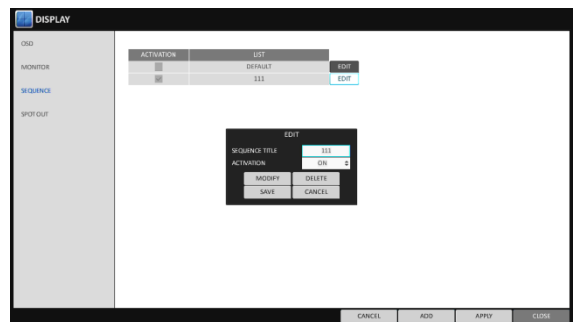 DISPLAY
OSD
MONITOR
SEQUENCE
SPOT OUT
ACTIVATION LIST
DEFAULT EDIT
111 EDIT
EDIT
SEQUENCE TITLE 111
ACTIVATION ON
MODIFY DELETE
SAVE CANCEL
CANCEL ADD APPLY CLOSE